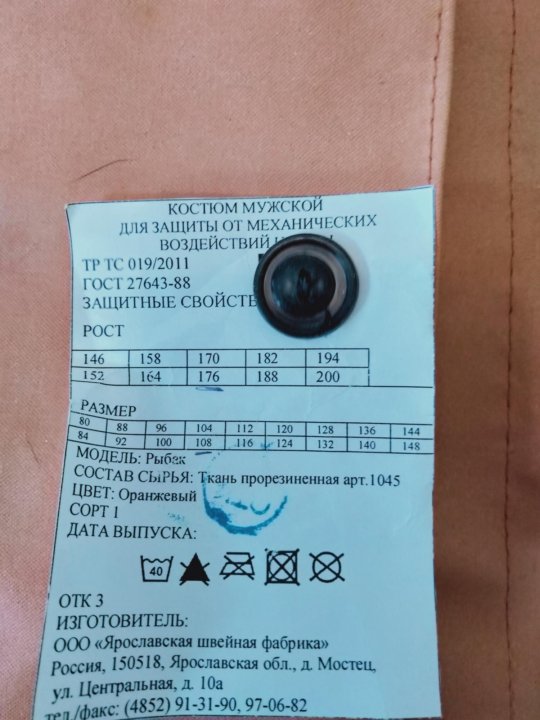 КОСТЮМ МУЖСКОЙ
ДЛЯ ЗАЩИТЫ ОТ МЕХАНИЧЕСКИХ
ВОЗДЕЙСТВИЙ
ТР ТС 019/2011
ГОСТ 27643-88
ЗАЩИТНЫЕ СВОЙСТВ
РОСТ
146 158 170 182 194
152 164 176 188 200
РАЗМЕР
80 88 96 104 112 120 128 136 144
84 92 100 108 116 124 132 140 148
МОДЕЛЬ: Рыбак
СОСТАВ СЫРЬЯ: Ткань прорезиненная арт.1045
ЦВЕТ: Оранжевый
СОРТ 1
ДАТА ВЫПУСКА:
40
ОТК 3
ИЗГОТОВИТЕЛЬ:
ООО «Ярославская швейная фабрика»
Россия, 150518, Ярославская обл., д. Мостец,
ул. Центральная, д. 10а
тел./факс: (4852) 91-31-90, 97-06-82